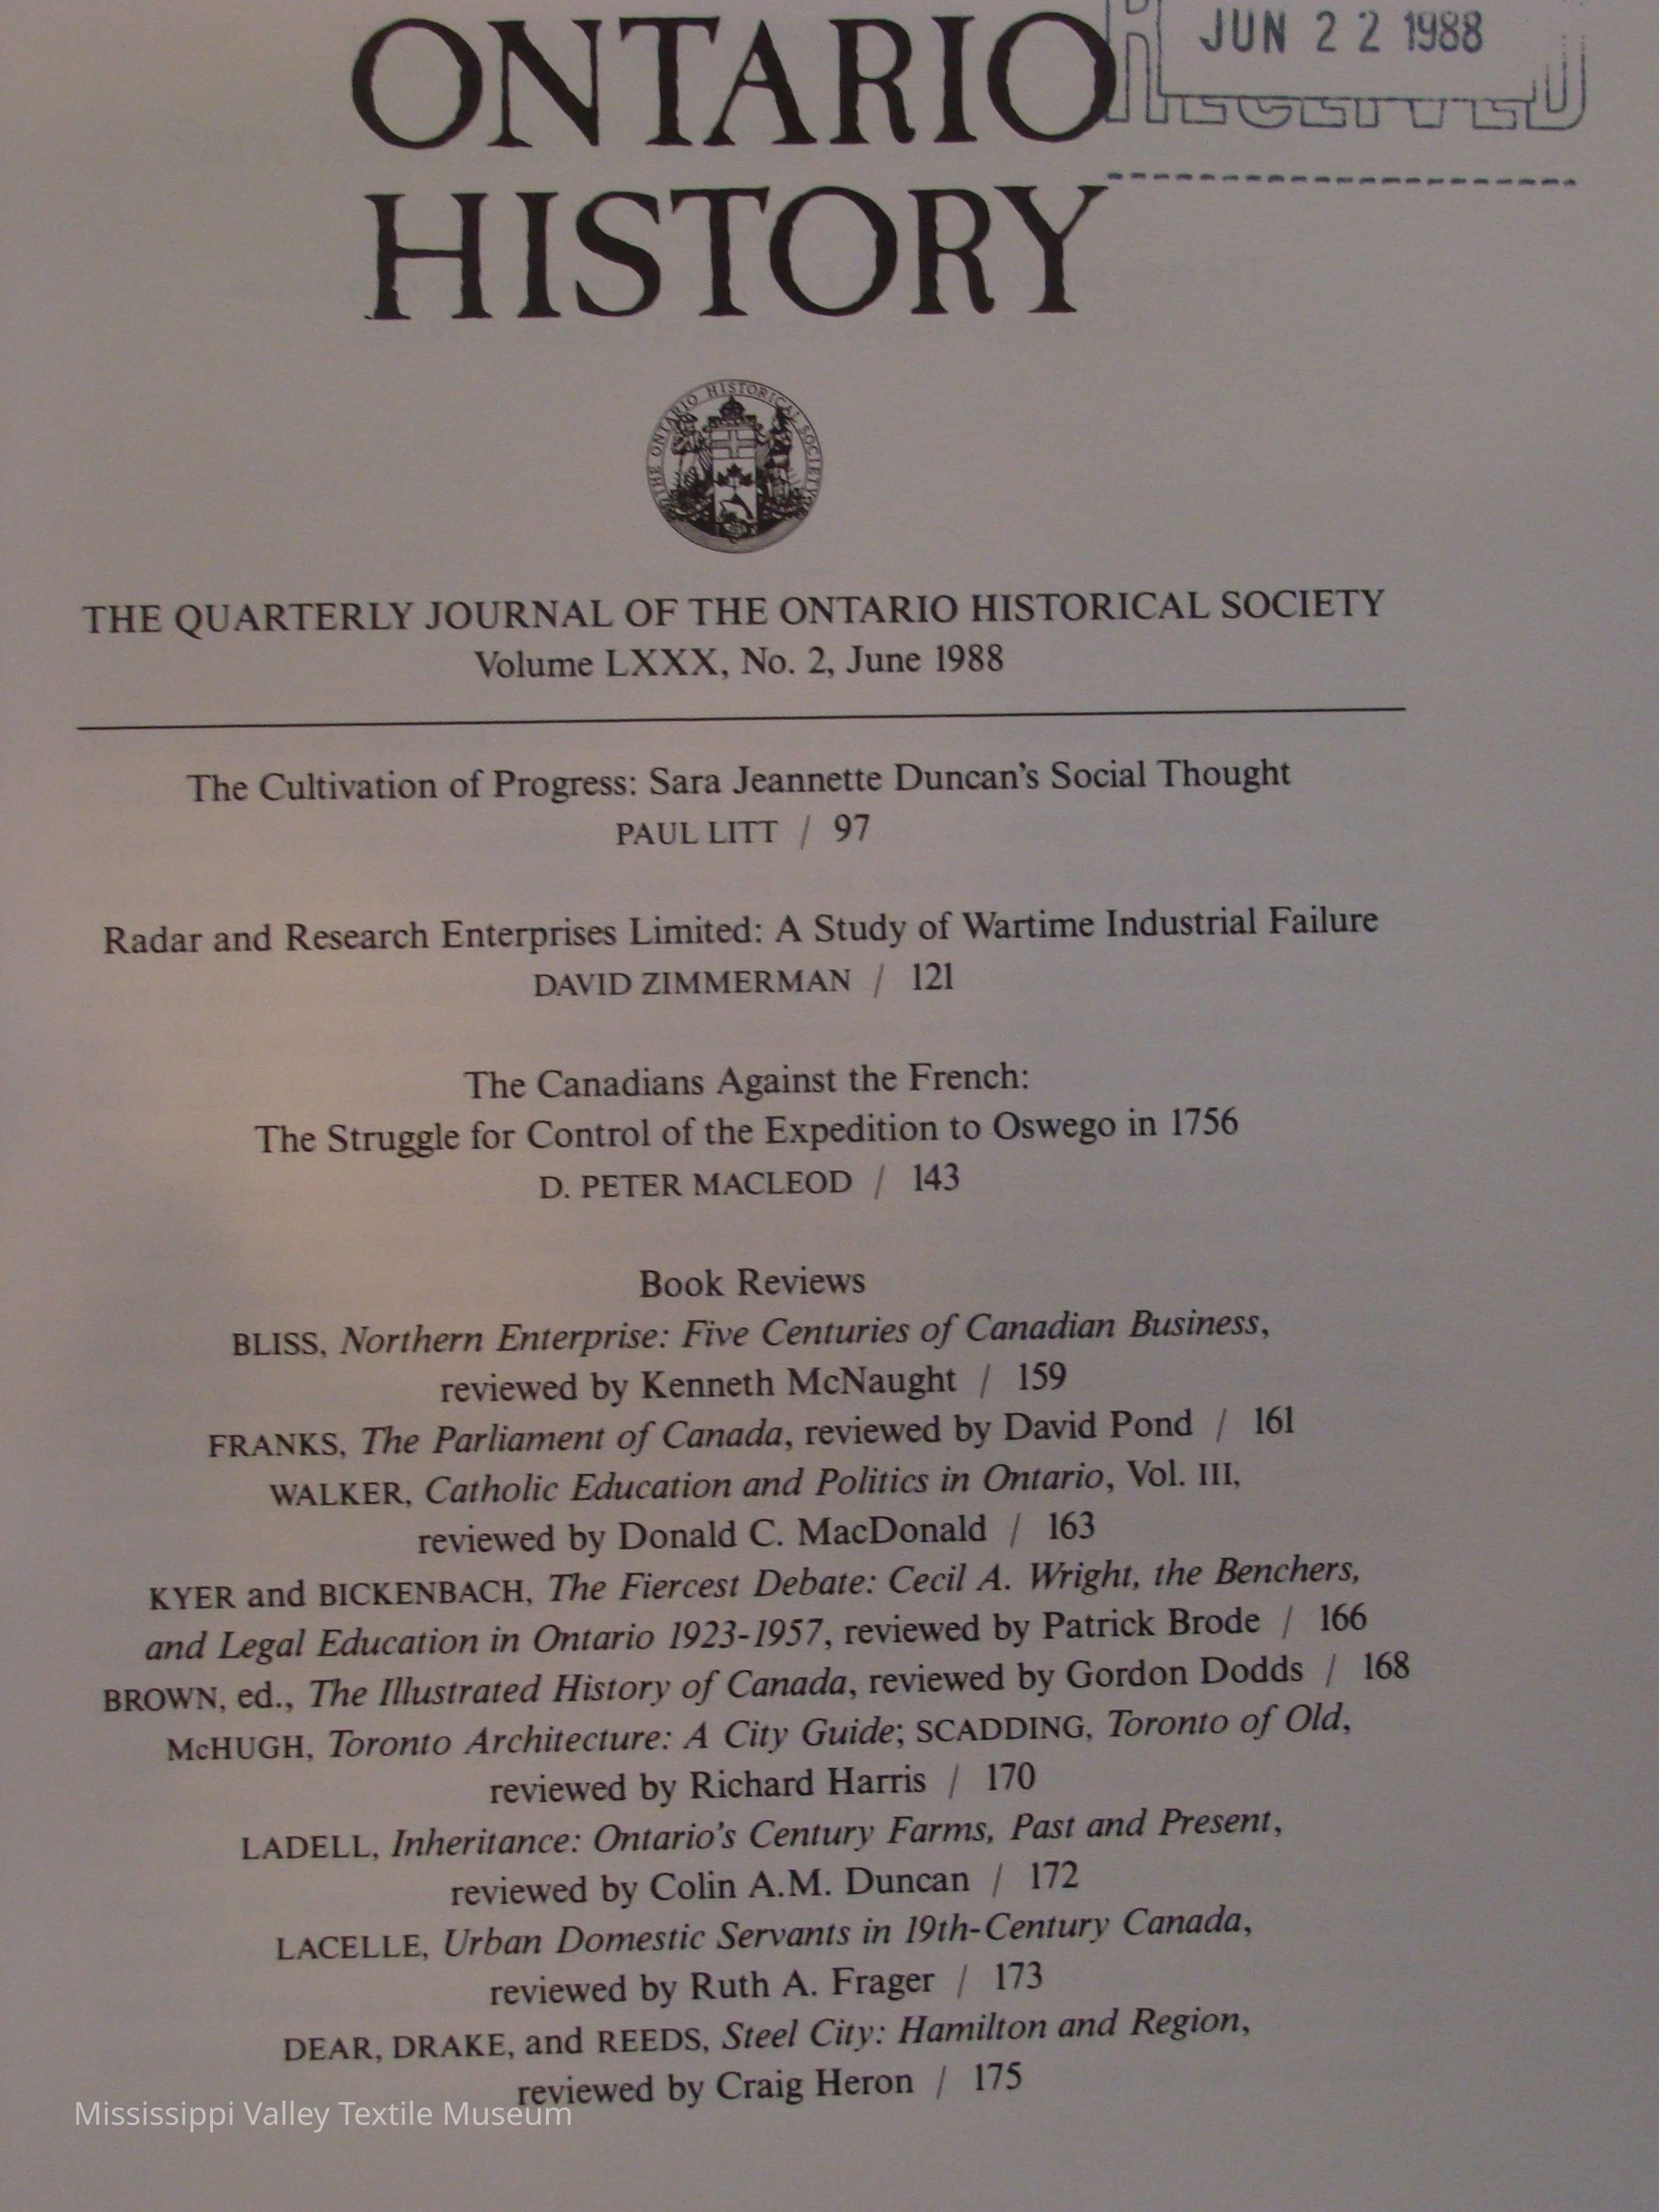 ONTARIO
HISTORY
JUN 22 1988
RECEIVED
THE ONTARIO HISTORICAL SOCIETY
THE QUARTERLY JOURNAL OF THE ONTARIO HISTORICAL SOCIETY
Volume LXXX, No. 2, June 1988
The Cultivation of Progress: Sara Jeannette Duncan’s Social Thought
PAUL LITT / 97
Radar and Research Enterprises Limited: A Study of Wartime Industrial Failure
DAVID ZIMMERMAN / 121
The Canadians Against the French:
The Struggle for Control of the Expedition to Oswego in 1756
D. PETER MACLEOD / 143
Book Reviews
BLISS, Northern Enterprise: Five Centuries of Canadian Business,
reviewed by Kenneth McNaught / 159
FRANKS, The Parliament of Canada, reviewed by David Pond / 161
WALKER, Catholic Education and Politics in Ontario, Vol. III,
reviewed by Donald C. MacDonald / 163
KYER and BICKENBACH, The Fiercest Debate: Cecil A. Wright, the Benchers,
and Legal Education in Ontario 1923-1957, reviewed by Patrick Brode / 166
BROWN, ed., The Illustrated History of Canada, reviewed by Gordon Dodds / 168
McHUGH, Toronto Architecture: A City Guide; SCADDING, Toronto of Old,
reviewed by Richard Harris / 170
LADELL, Inheritance: Ontario’s Century Farms, Past and Present,
reviewed by Colin A.M. Duncan / 172
LACELLE, Urban Domestic Servants in 19th-Century Canada,
reviewed by Ruth A. Frager / 173
DEAR, DRAKE, and REEDS, Steel City: Hamilton and Region,
reviewed by Craig Heron / 175
Mississippi Valley Textile Museum